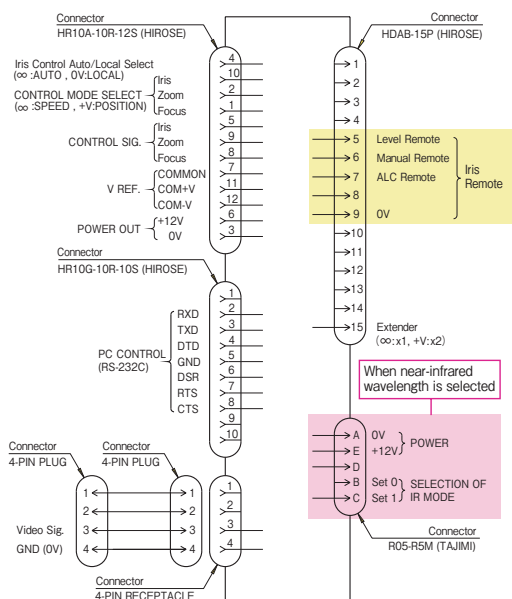 Connector
HR10A-10R-12S (HIROSE)
Iris Control Auto/Local Select
(∞ :AUTO , 0V:LOCAL)
CONTROL MODE SELECT
(∞ :SPEED , +V:POSITION)
Iris
Zoom
Focus
CONTROL SIG.
Iris
Zoom
Focus
V REF.
COMMON
COM+V
COM-V
POWER OUT
+12V
0V
4
10
2
1
5
9
8
7
11
12
6
3
Connector
HR10G-10R-10S (HIROSE)
PC CONTROL
(RS-232C)
RXD
TXD
DTD
GND
DSR
RTS
CTS
1
2
3
4
5
6
7
8
9
10
Connector
4-PIN PLUG
Connector
4-PIN PLUG
1 1
2 2
Video Sig. 3 3
GND (0V) 4 4
1
2
3
4
Connector
4-PIN RECEPTACLE
Connector
HDAB-15P (HIROSE)
1
2
3
4
5 Level Remote
6 Manual Remote
7 ALC Remote
8
9 0V
Iris
Remote
10
11
12
13
14
15 Extender
(∞:x1, +V:x2)
When near-infrared
wavelength is selected
A 0V
E +12V
POWER
D
B Set 0
C Set 1
SELECTION OF
IR MODE
Connector
R05-R5M (TAJIMI)